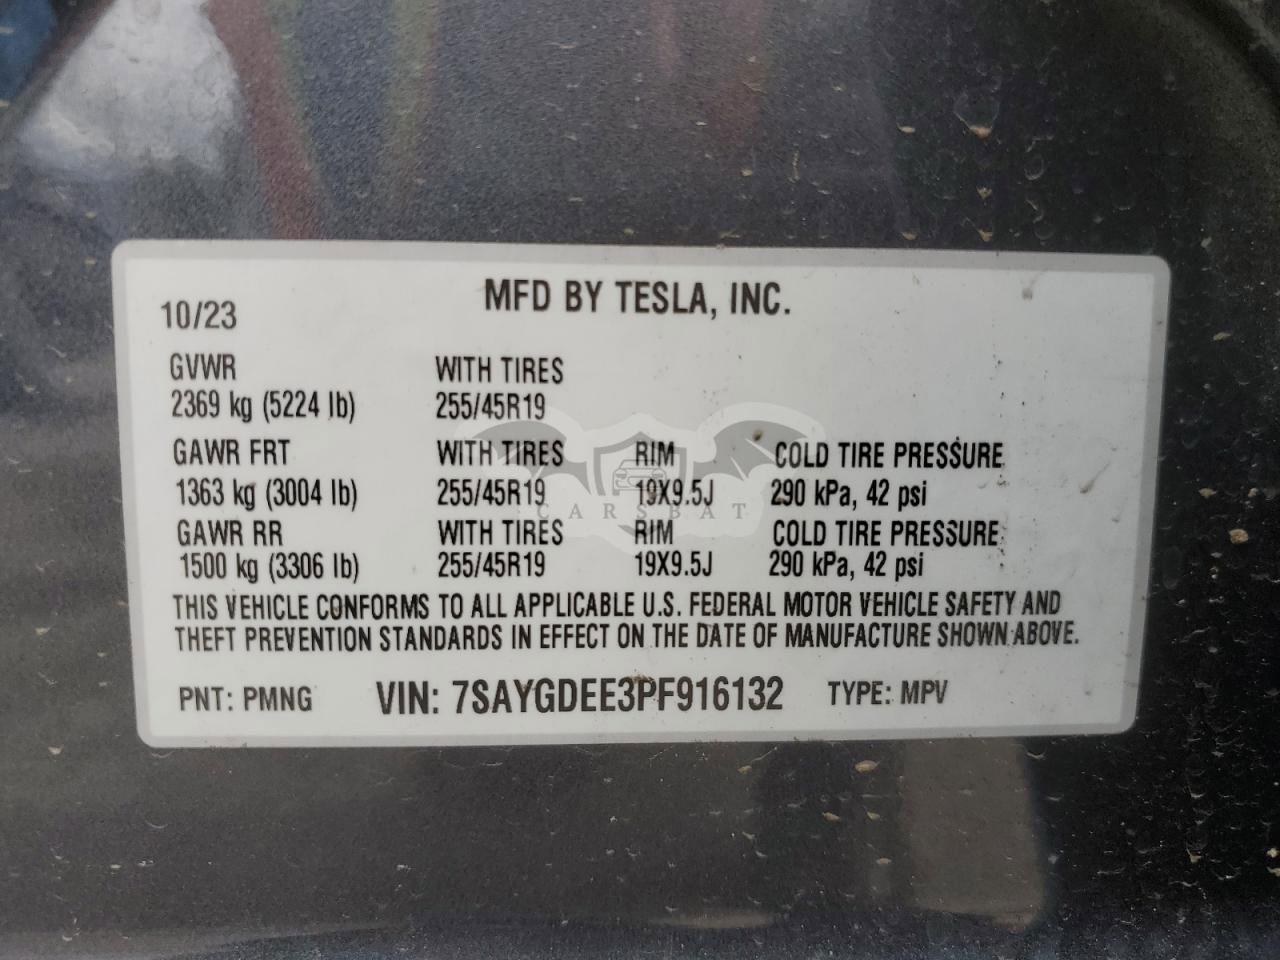 MFD BY TESLA, INC.
10/23
GVWR WITH TIRES
2369 kg (5224 lb) 255/45R19
GAWR FRT WITH TIRES RIM COLD TIRE PRESSURE
1363 kg (3004 lb) 255/45R19 19X9.5J 290 kPa, 42 psi
CARSBAT
GAWR RR WITH TIRES RIM COLD TIRE PRESSURE
1500 kg (3306 lb) 255/45R19 19X9.5J 290 kPa, 42 psi
THIS VEHICLE CONFORMS TO ALL APPLICABLE U.S. FEDERAL MOTOR VEHICLE SAFETY AND
THEFT PREVENTION STANDARDS IN EFFECT ON THE DATE OF MANUFACTURE SHOWN ABOVE.
PNT: PMNG VIN: 7SAYGDEE3PF916132 TYPE: MPV